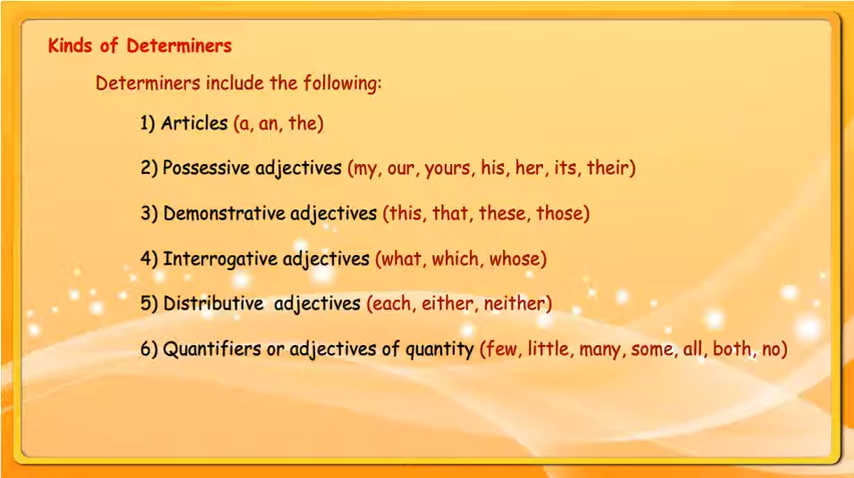 Kinds of Determiners
Determiners include the following:
1) Articles (a, an, the)
2) Possessive adjectives (my, our, yours, his, her, its, their)
3) Demonstrative adjectives (this, that, these, those)
4) Interrogative adjectives (what, which, whose)
5) Distributive adjectives (each, either, neither)
6) Quantifiers or adjectives of quantity (few, little, many, some, all, both, no)